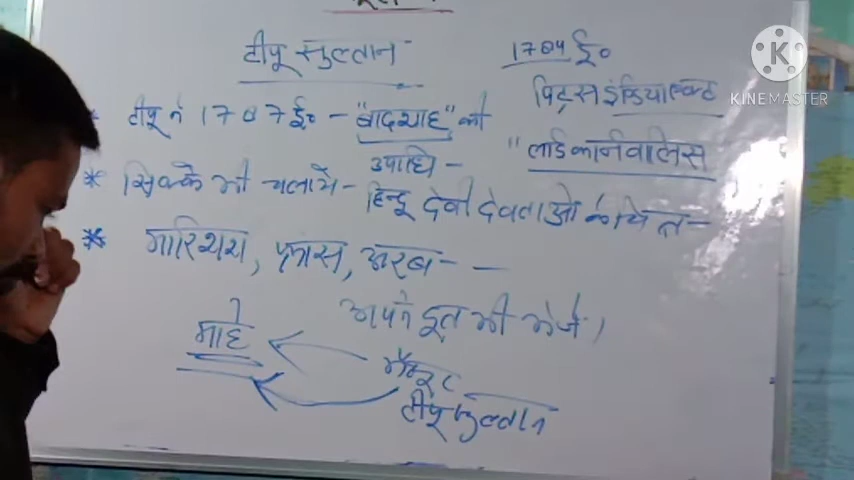 टीपू सुल्तान
1784 ई०
पिट्स इंडिया एक्ट
KINEMASTER
* टीपू ने 1787 ई० - "बादशाह" की
उपाधि -
"लार्ड कार्नवालिस
* सिक्के भी चलाये - हिन्दू देवी देवताओ के चित्र -
* मारिशस, फ्रांस, अरब - -
अपने दूत भी भेजे।
माहे
मैसूर
टीपू सुल्तान